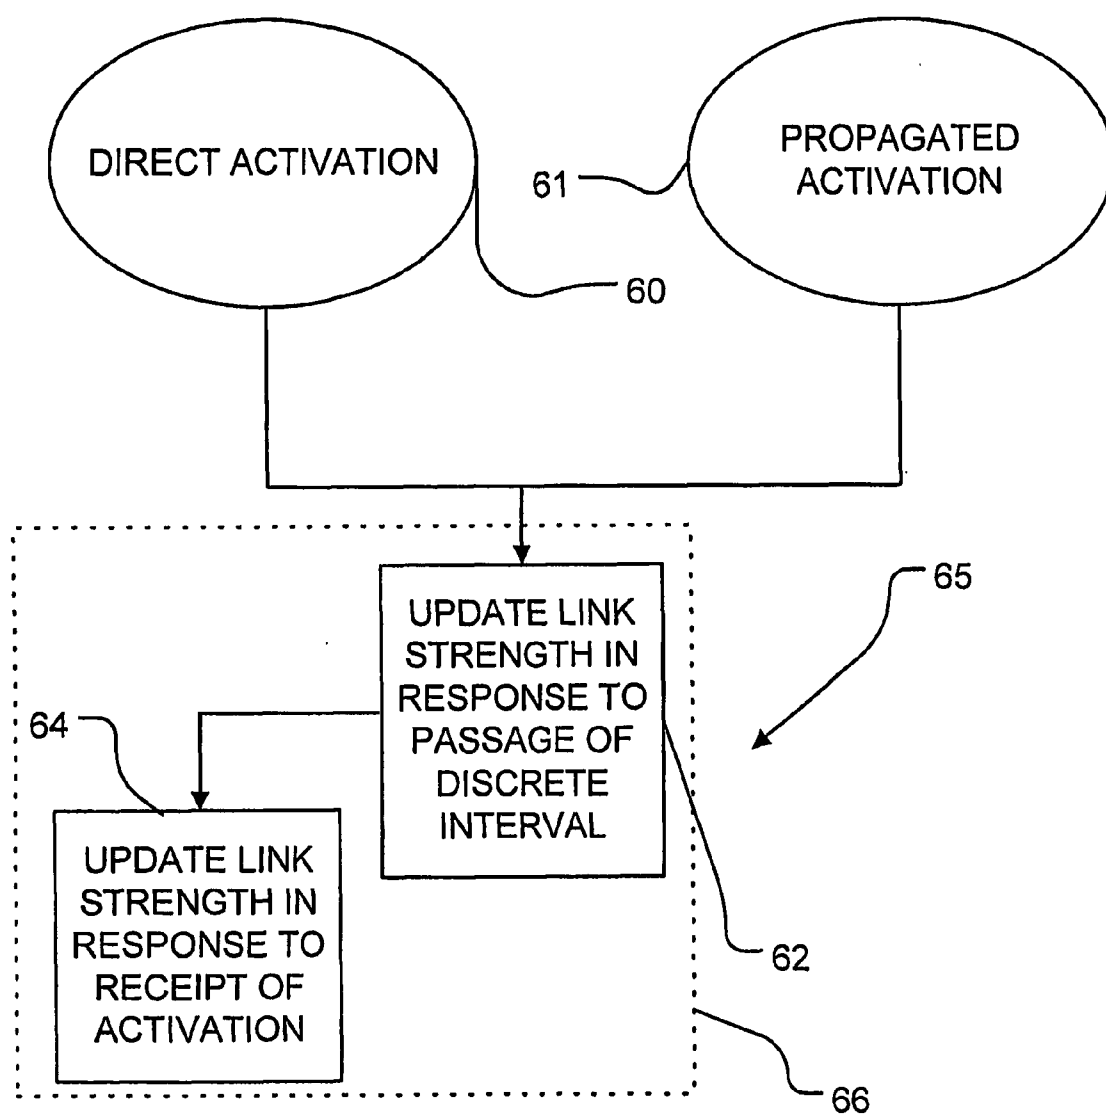 DIRECT ACTIVATION
PROPAGATED
ACTIVATION
61
60
65
UPDATE LINK
STRENGTH IN
RESPONSE TO
PASSAGE OF
DISCRETE
INTERVAL
64
UPDATE LINK
STRENGTH IN
RESPONSE TO
RECEIPT OF
ACTIVATION
62
66